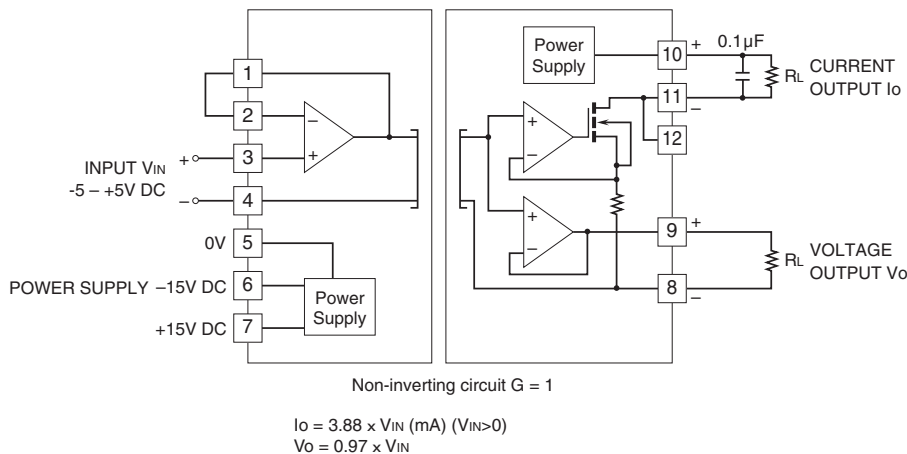 1
2
3
4
5
6
7
INPUT VIN
-5 – +5V DC
+
−
0V
POWER SUPPLY −15V DC
+15V DC
−
+
Power
Supply
Power
Supply
+
−
+
−
10
11
12
9
8
+
−
0.1µF
RL
CURRENT
OUTPUT Io
+
−
RL
VOLTAGE
OUTPUT Vo
Non-inverting circuit G = 1
Io = 3.88 x VIN (mA) (VIN>0)
Vo = 0.97 x VIN